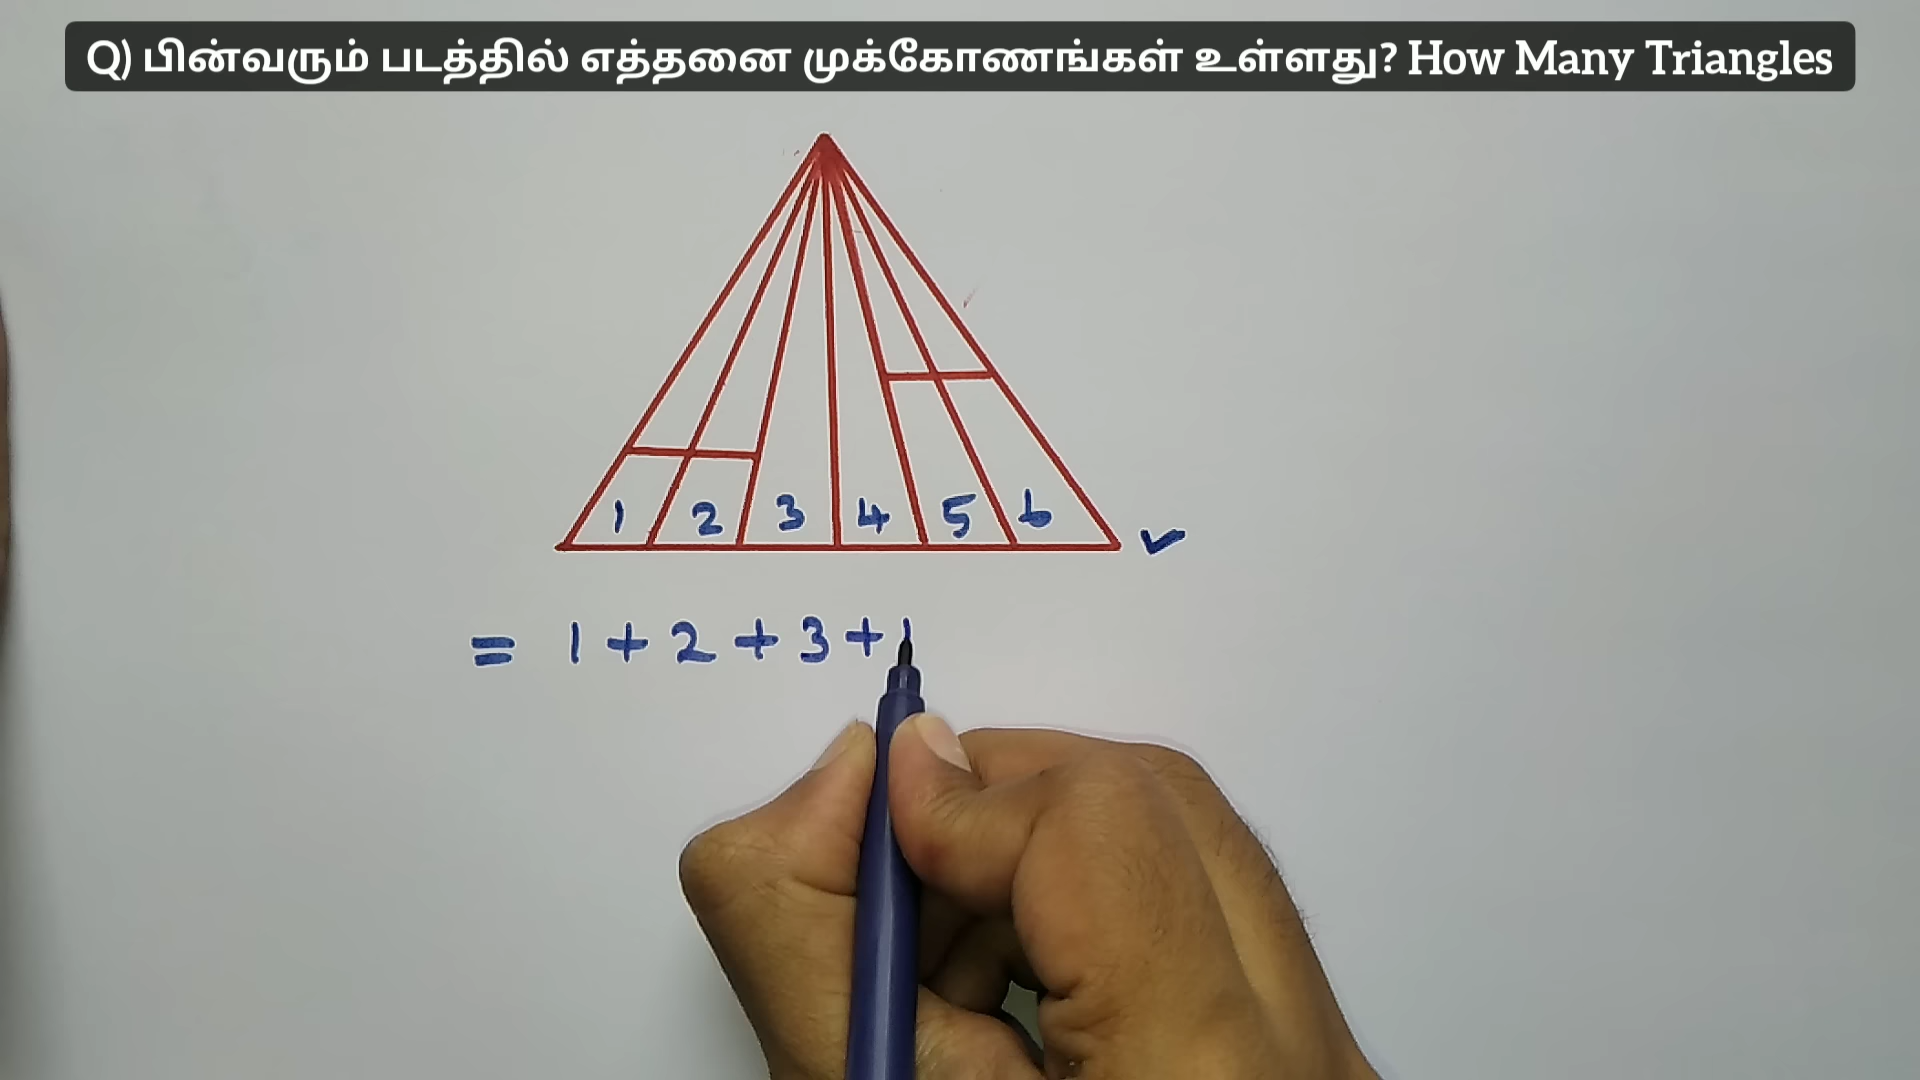 Q) பின்வரும் படத்தில் எத்தனை முக்கோணங்கள் உள்ளது? How Many Triangles
1 2 3 4 5 6
= 1 + 2 + 3 +